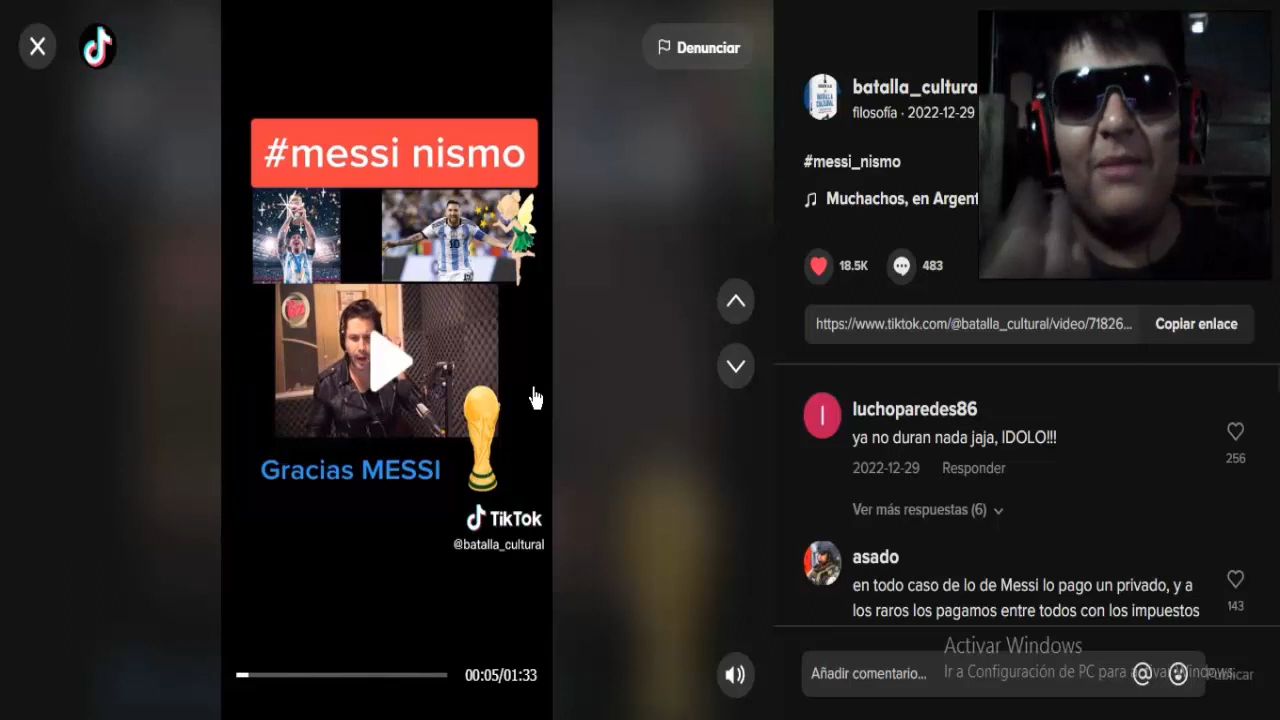 Denunciar
#messi nismo
Gracias MESSI
TikTok
@batalla_cultural
00:05/01:33
batalla_cultura
filosofía · 2022-12-29
#messi_nismo
Muchachos, en Argent
18.5K
483
https://www.tiktok.com/@batalla_cultural/video/71826...
Copiar enlace
I
luchoparedes86
ya no duran nada jaja, IDOLO!!!
256
2022-12-29 Responder
Ver más respuestas (6)
asado
en todo caso de lo de Messi lo pago un privado, y a
los raros los pagamos entre todos con los impuestos
143
Activar Windows
Ir a Configuración de PC para activar Windows.
Añadir comentario...
Publicar